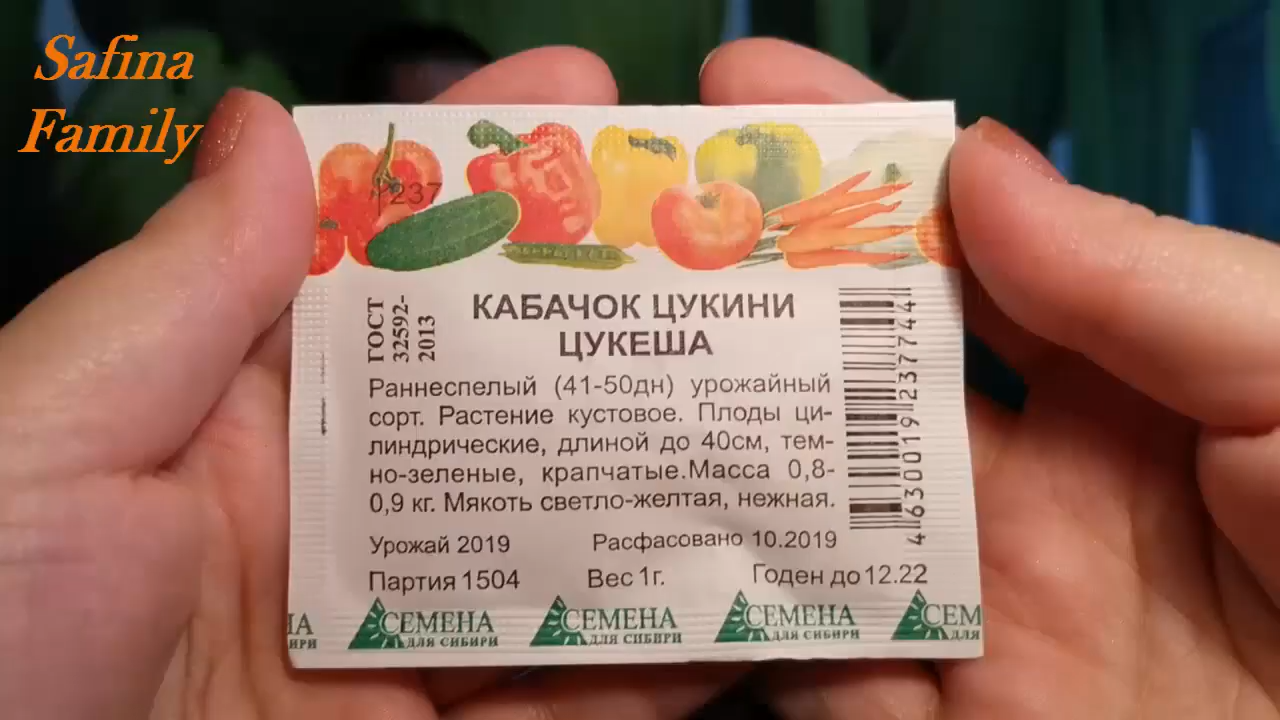 Safina
Family
1237
ГОСТ
32592-
2013
КАБАЧОК ЦУКИНИ
ЦУКЕША
Раннеспелый (41-50дн) урожайный
сорт. Растение кустовое. Плоды ци-
линдрические, длиной до 40см, тем-
но-зеленые, крапчатые.Масса 0,8-
0,9 кг. Мякоть светло-желтая, нежная.
4630019237744
Урожай 2019 Расфасовано 10.2019
Партия 1504 Вес 1г. Годен до 12.22
ИА СЕМЕНА СЕМЕНА СЕМЕНА СЕМ
ИРИ ДЛЯ СИБИРИ ДЛЯ СИБИРИ ДЛЯ СИБИРИ ДЛЯ